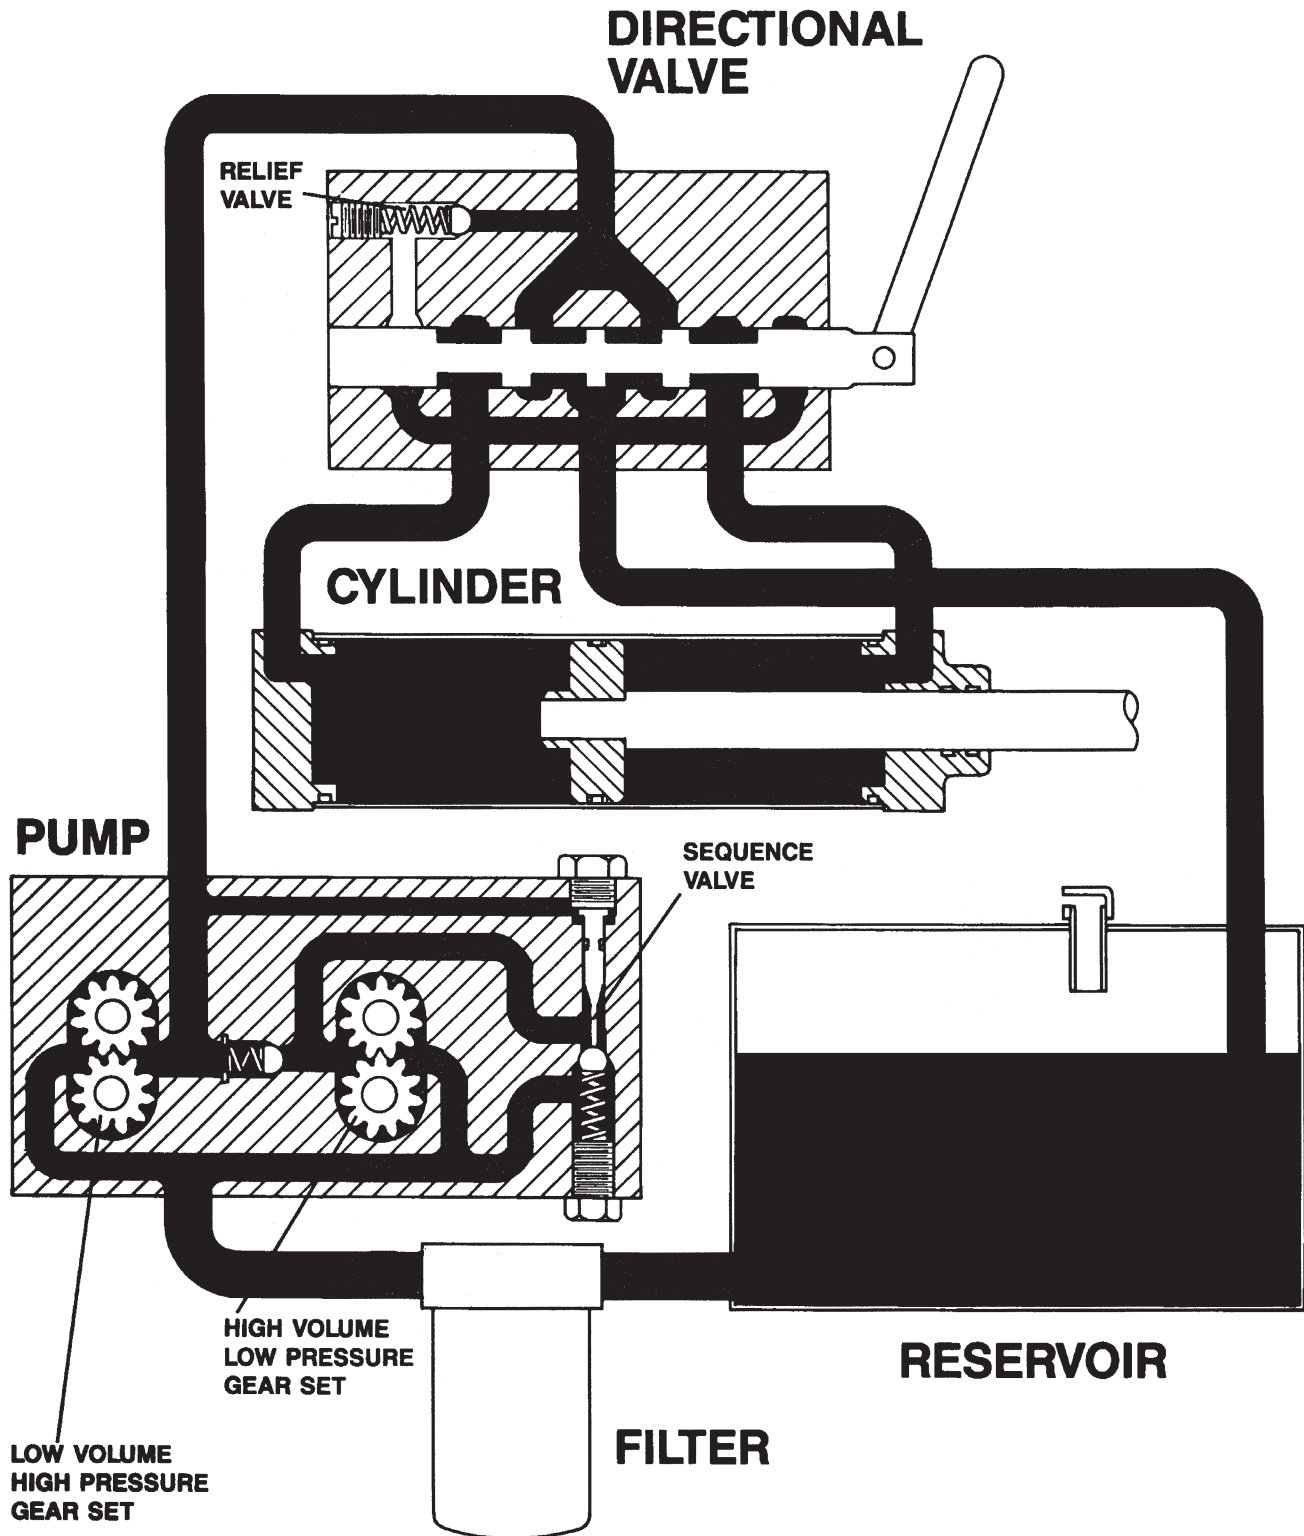 DIRECTIONAL
VALVE
RELIEF
VALVE
CYLINDER
PUMP
SEQUENCE
VALVE
HIGH VOLUME
LOW PRESSURE
GEAR SET
RESERVOIR
FILTER
LOW VOLUME
HIGH PRESSURE
GEAR SET